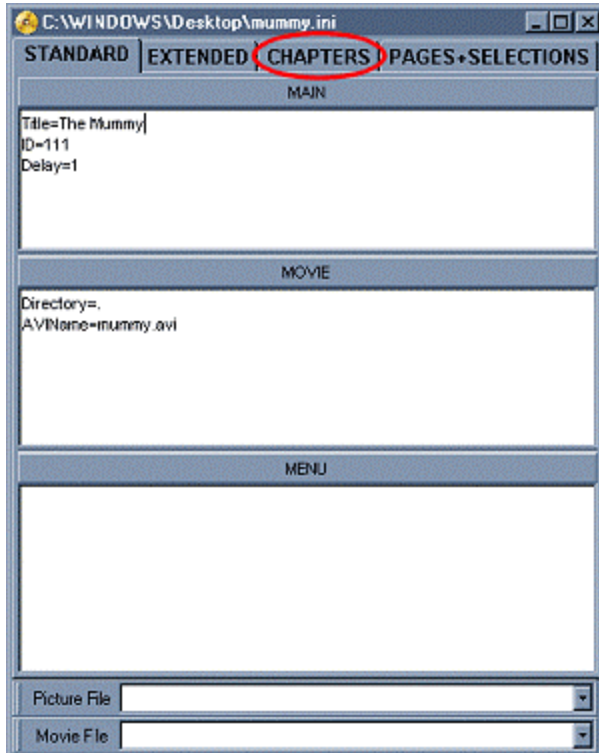 C:\WINDOWS\Desktop\mummy.ini
STANDARD EXTENDED CHAPTERS PAGES+SELECTIONS
MAIN
Title=The Mummy
ID=111
Delay=1
MOVIE
Directory=.
AVIName=mummy.avi
MENU
Picture File
Movie File